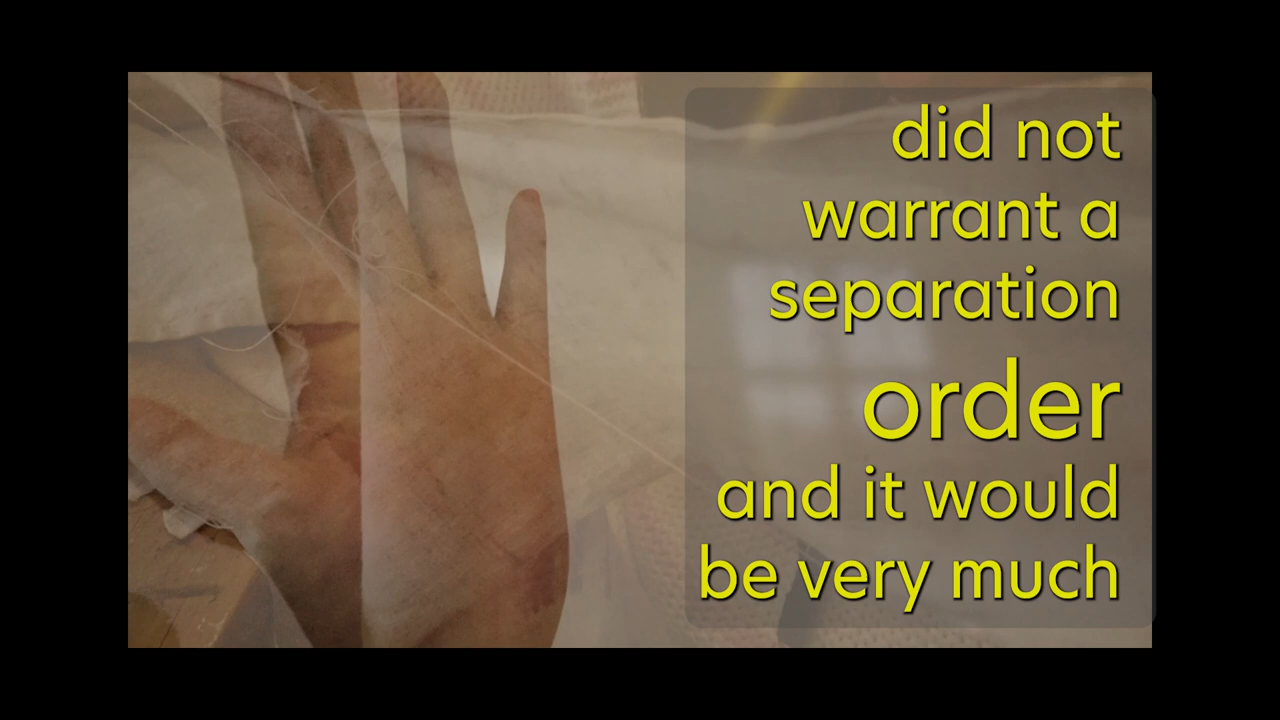 did not
warrant a
separation
order
and it would
be very much